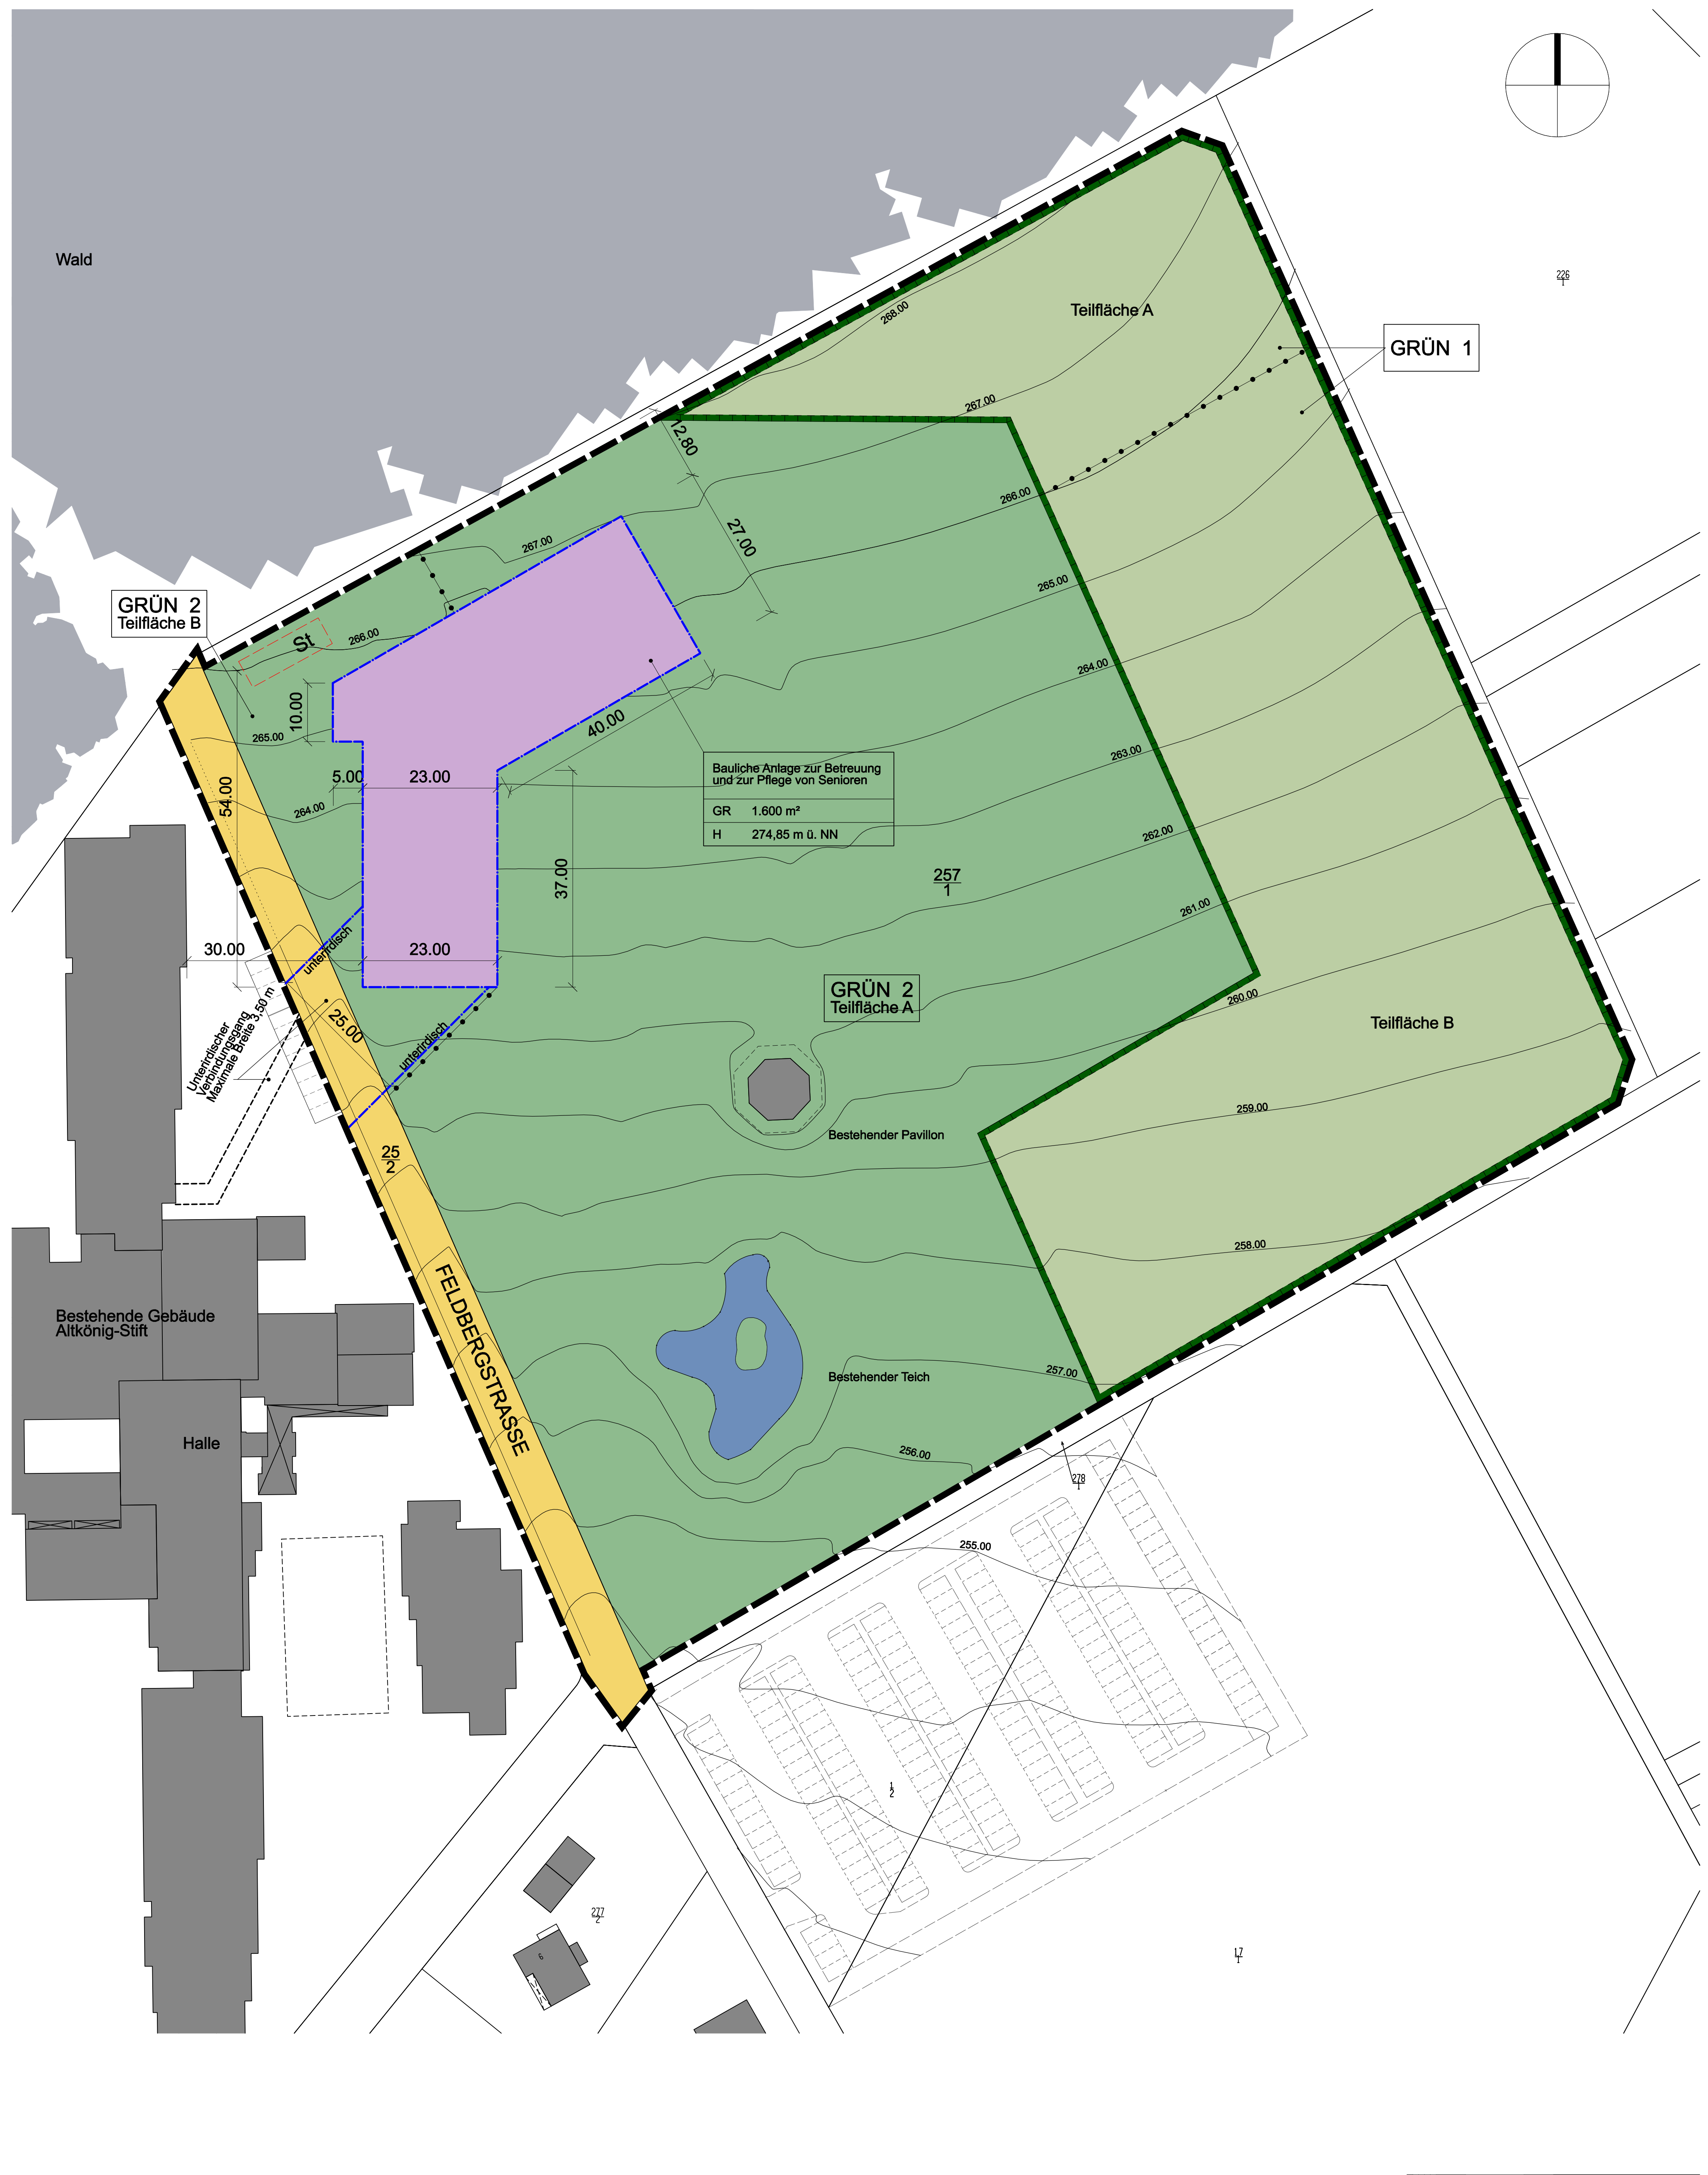 Wald
268.00
Teilfläche A
226
1
GRÜN 1
267.00
12.80
266.00
27.00
267.00
265.00
GRÜN 2
Teilfläche B
St
266.00
264.00
10.00
40.00
265.00
263.00
5.00
23.00
54.00
264.00
Bauliche Anlage zur Betreuung
und zur Pflege von Senioren
GR 1.600 m²
H 274,85 m ü. NN
262.00
37.00
257
1
261.00
30.00
23.00
unterirdisch
GRÜN 2
Teilfläche A
260.00
Teilfläche B
25.00
unterirdisch
Unterirdischer
Verbindungsgang
Maximale Breite 3,50 m
259.00
Bestehender Pavillon
25
2
258.00
FELDBERGSTRASSE
Bestehende Gebäude
Altkönig-Stift
257.00
Bestehender Teich
Halle
256.00
278
1
255.00
1
2
277
2
6
17
1